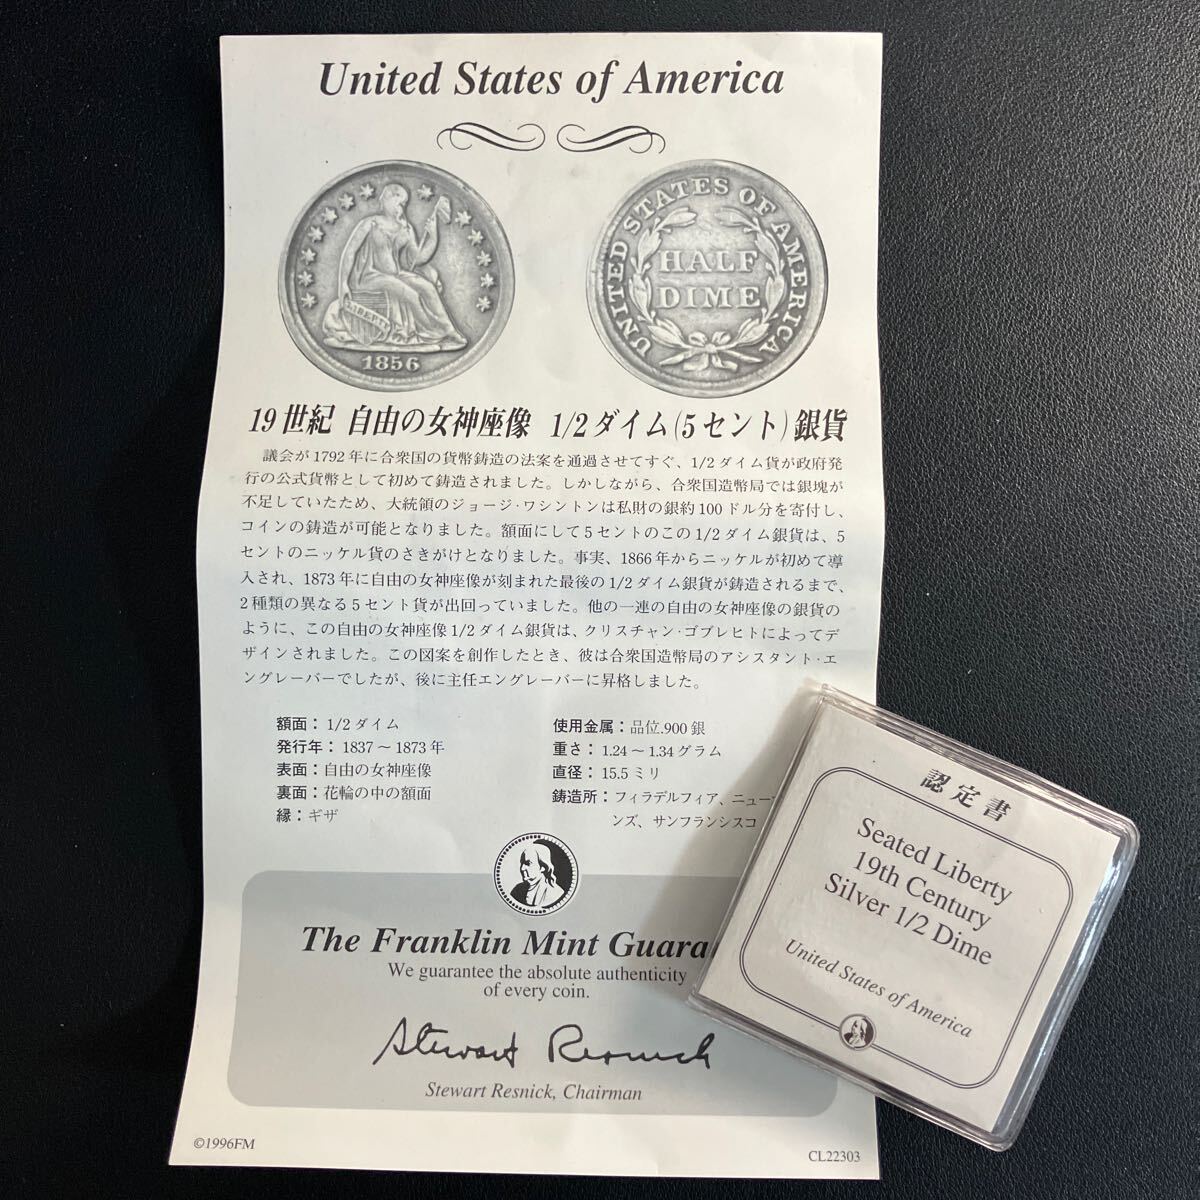 United States of America
LIBERTY
1856
UNITED STATES OF AMERICA
HALF
DIME
19世紀 自由の女神座像 1/2ダイム(5セント)銀貨
議会が1792年に合衆国の貨幣鋳造の法案を通過させてすぐ、1/2ダイム貨が政府発
行の公式貨幣として初めて鋳造されました。しかしながら、合衆国造幣局では銀塊が
不足していたため、大統領のジョージ·ワシントンは私財の銀約100ドル分を寄付し、
コインの鋳造が可能となりました。額面にして5セントのこの1/2ダイム銀貨は、5
セントのニッケル貨のさきがけとなりました。事実、1866年からニッケルが初めて導
入され、1873年に自由の女神座像が刻まれた最後の1/2ダイム銀貨が鋳造されるまで、
2種類の異なる5セント貨が出回っていました。他の一連の自由の女神座像の銀貨の
ように、この自由の女神座像1/2ダイム銀貨は、クリスチャン·ゴブレヒトによってデ
ザインされました。この図案を創作したとき、彼は合衆国造幣局のアシスタント·エ
ングレーバーでしたが、後に主任エングレーバーに昇格しました。
額面：1/2ダイム
発行年：1837～1873年
表面：自由の女神座像
裏面：花輪の中の額面
縁：ギザ
使用金属：品位.900銀
重さ：1.24～1.34グラム
直径：15.5ミリ
鋳造所：フィラデルフィア、ニュー
ンズ、サンフランシスコ
The Franklin Mint Guara
We guarantee the absolute authenticity
of every coin.
Stewart Resnick
Stewart Resnick, Chairman
©1996FM
CL22303
認定書
Seated Liberty
19th Century
Silver 1/2 Dime
United States of America